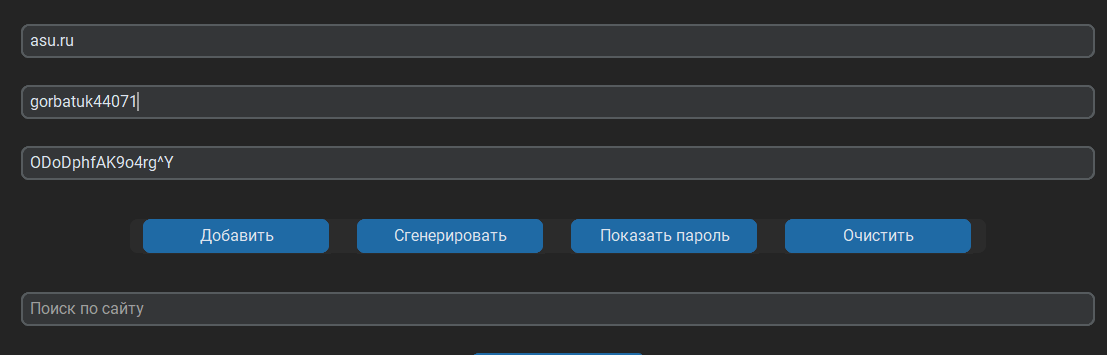 asu.ru
gorbatuk44071
ODoDphfAK9o4rg^Y
Добавить Сгенерировать Показать пароль Очистить
Поиск по сайту